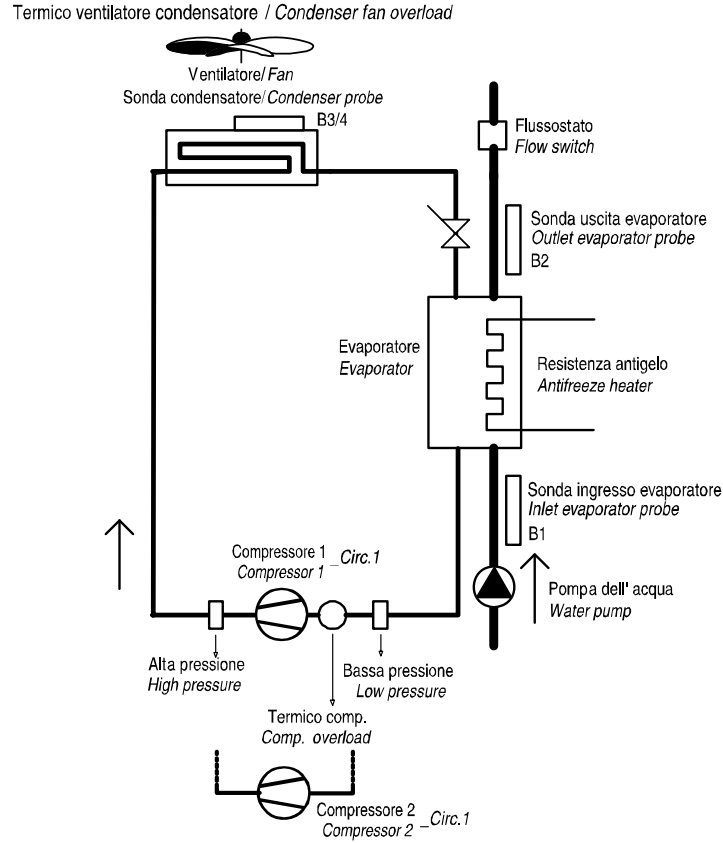 Termico ventilatore condensatore / Condenser fan overload
Ventilatore/ Fan
Sonda condensatore/ Condenser probe
B3/4
Flussostato
Flow switch
Sonda uscita evaporatore
Outlet evaporator probe
B2
Evaporatore
Evaporator
Resistenza antigelo
Antifreeze heater
Sonda ingresso evaporatore
Inlet evaporator probe
B1
Compressore 1 _Circ.1
Compressor 1
Pompa dell' acqua
Water pump
Alta pressione
High pressure
Bassa pressione
Low pressure
Termico comp.
Comp. overload
Compressore 2 _Circ.1
Compressor 2